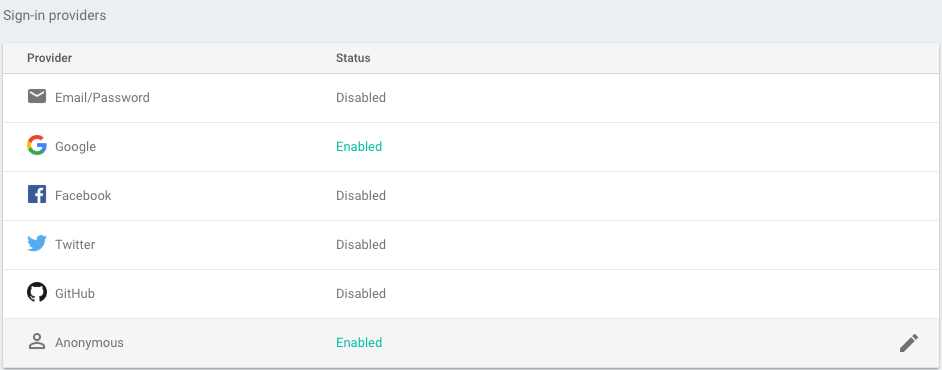 Sign-in providers
Provider Status
Email/Password Disabled
Google Enabled
Facebook Disabled
Twitter Disabled
GitHub Disabled
Anonymous Enabled